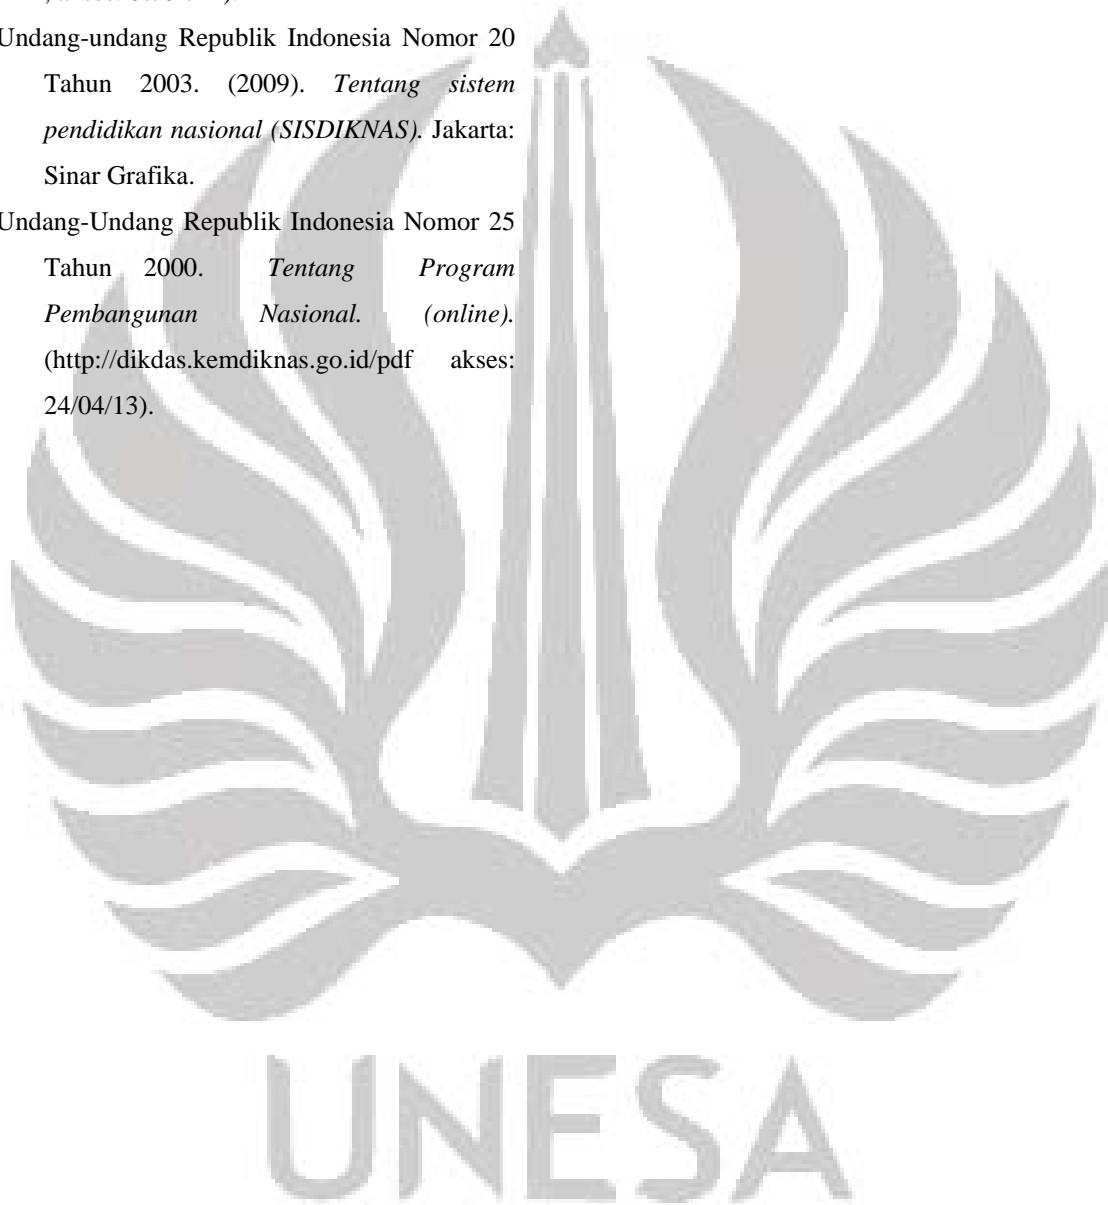 Undang-undang Republik Indonesia Nomor 20
Tahun 2003. (2009). Tentang sistem
pendidikan nasional (SISDIKNAS). Jakarta:
Sinar Grafika.
Undang-Undang Republik Indonesia Nomor 25
Tahun 2000. Tentang Program
Pembangunan Nasional. (online).
(http://dikdas.kemdiknas.go.id/pdf akses:
24/04/13).
UNESA